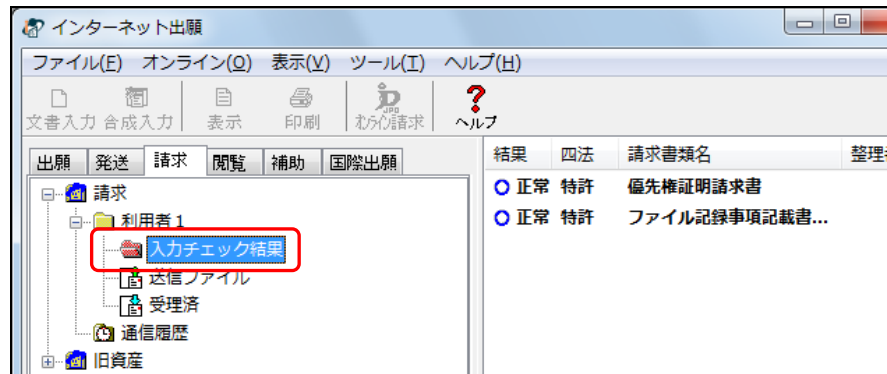 インターネット出願
ファイル(F) オンライン(O) 表示(V) ツール(T) ヘルプ(H)
文書入力 合成入力 表示 印刷 オンライン請求 ヘルプ
出願 発送 請求 閲覧 補助 国際出願
請求
利用者1
入力チェック結果
送信ファイル
受理済
通信履歴
旧資産
結果 四法 請求書類名
正常 特許 優先権証明請求書
正常 特許 ファイル記録事項記載書...